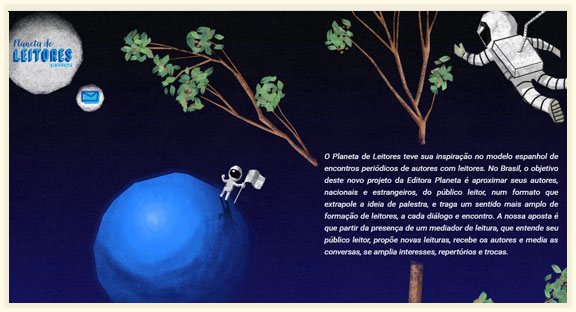 Planeta de
LEITORES
O Planeta de Leitores teve sua inspiração no modelo espanhol de
encontros periódicos de autores com leitores. No Brasil, o objetivo
deste novo projeto da Editora Planeta é aproximar seus autores,
nacionais e estrangeiros, do público leitor, num formato que
extrapole a ideia de palestra, e traga um sentido mais amplo de
formação de leitores, a cada diálogo e encontro. A nossa aposta é
que partir da presença de um mediador de leitura, que entende seu
público leitor, propõe novas leituras, recebe os autores e media as
conversas, se amplia interesses, repertórios e trocas.